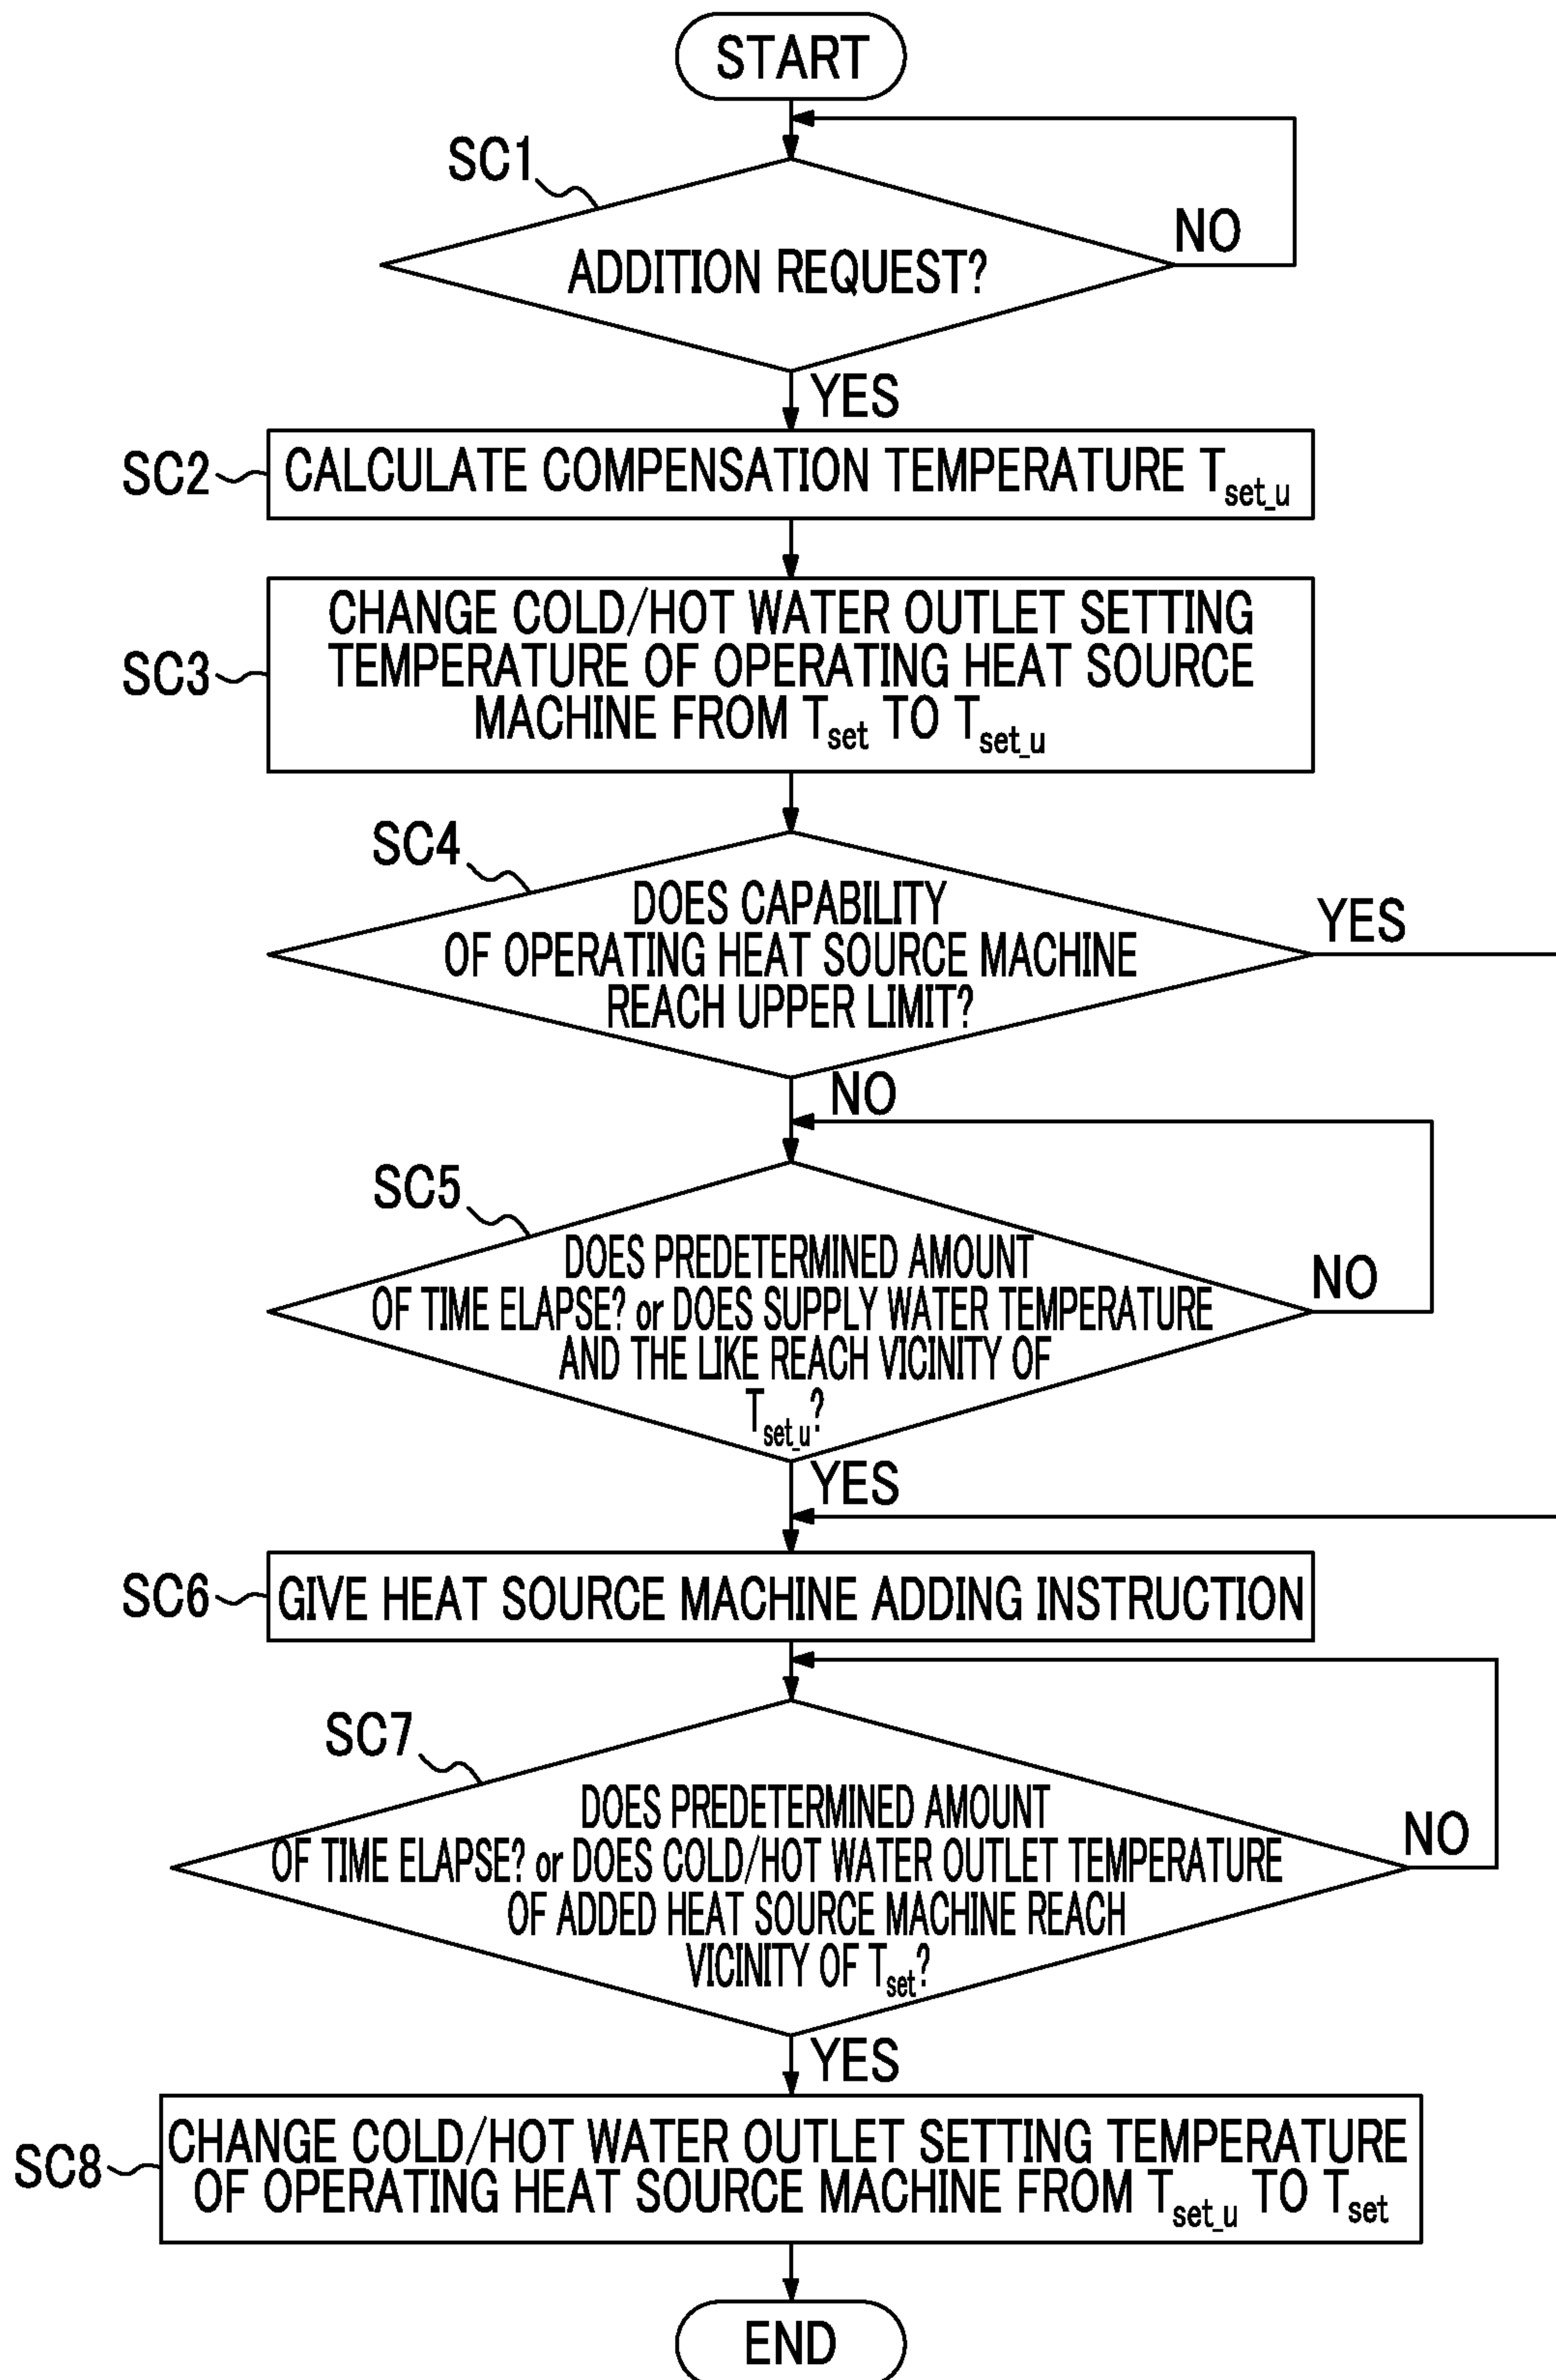 START
SC1
NO
ADDITION REQUEST?
YES
SC2
CALCULATE COMPENSATION TEMPERATURE Tset_u
SC3
CHANGE COLD/HOT WATER OUTLET SETTING
TEMPERATURE OF OPERATING HEAT SOURCE
MACHINE FROM Tset TO Tset_u
SC4
DOES CAPABILITY
OF OPERATING HEAT SOURCE MACHINE
REACH UPPER LIMIT?
YES
NO
SC5
DOES PREDETERMINED AMOUNT
OF TIME ELAPSE? or DOES SUPPLY WATER TEMPERATURE
AND THE LIKE REACH VICINITY OF
Tset_u?
NO
YES
SC6
GIVE HEAT SOURCE MACHINE ADDING INSTRUCTION
SC7
DOES PREDETERMINED AMOUNT
OF TIME ELAPSE? or DOES COLD/HOT WATER OUTLET TEMPERATURE
OF ADDED HEAT SOURCE MACHINE REACH
VICINITY OF Tset?
NO
YES
SC8
CHANGE COLD/HOT WATER OUTLET SETTING TEMPERATURE
OF OPERATING HEAT SOURCE MACHINE FROM Tset_u TO Tset
END